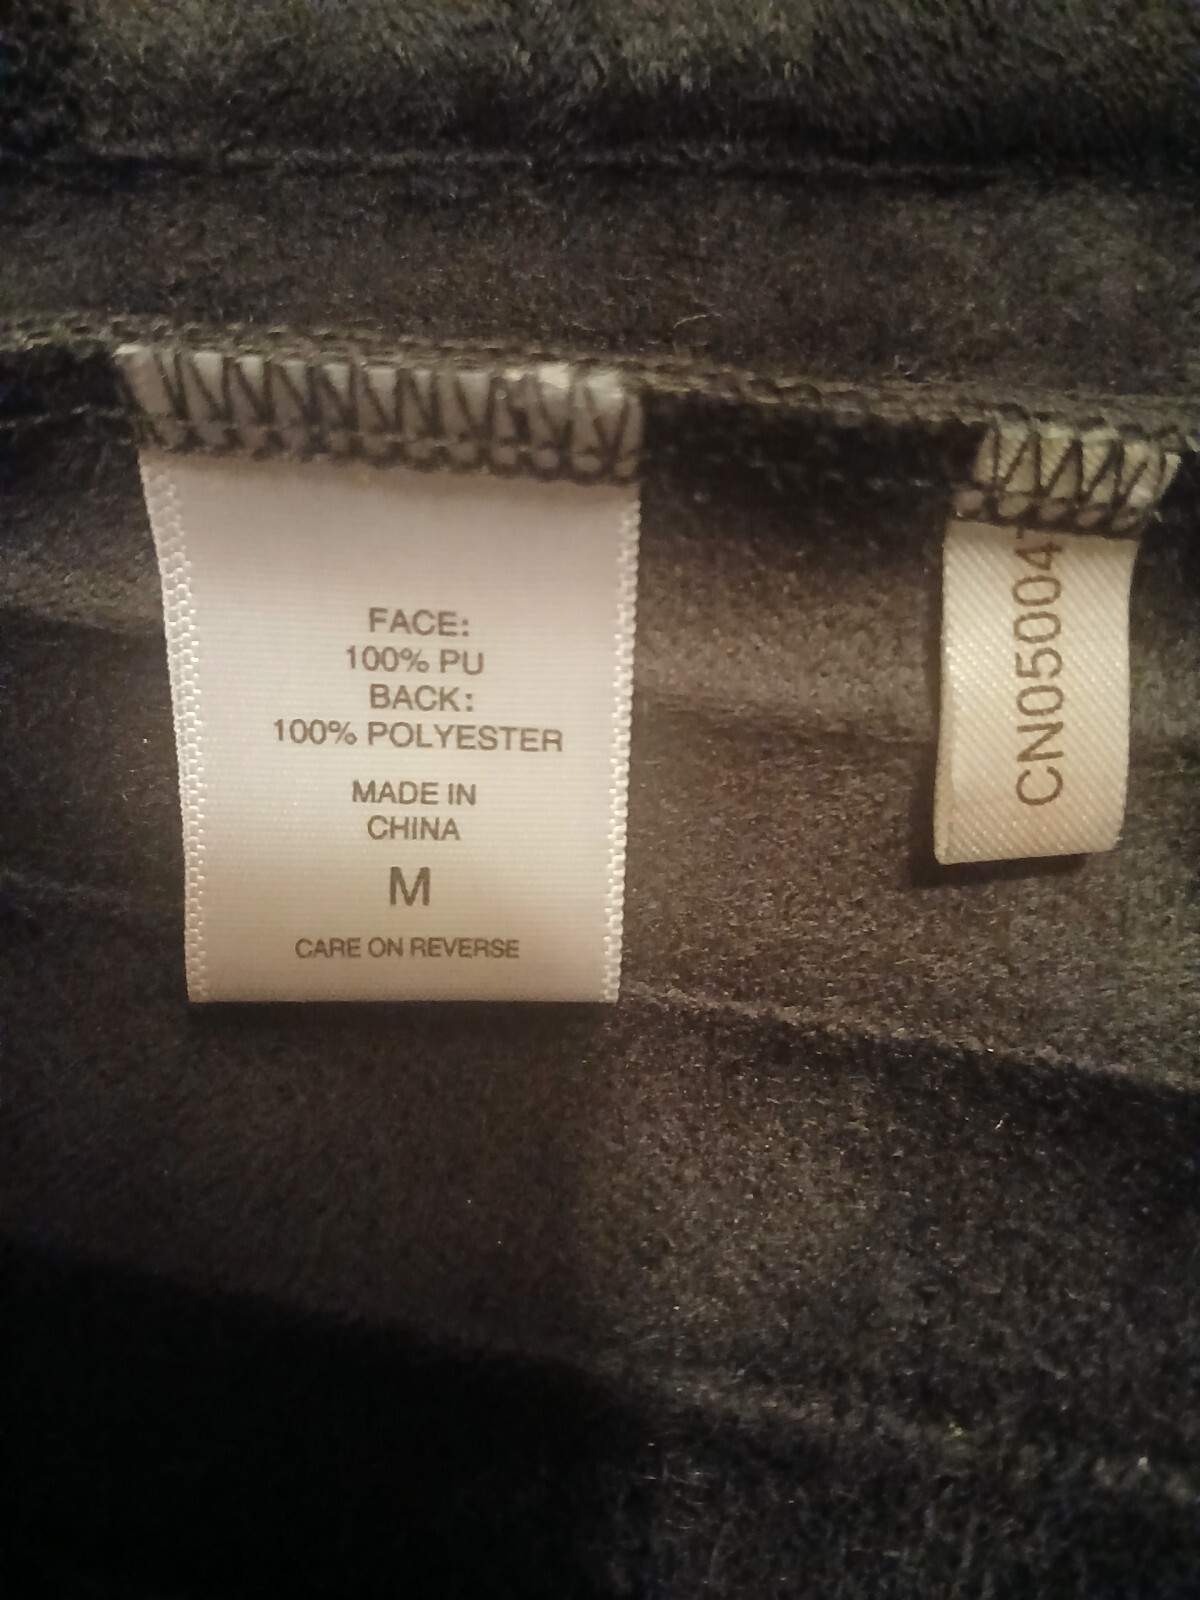 FACE:
100% PU
BACK:
100% POLYESTER
MADE IN
CHINA
M
CARE ON REVERSE
CN05004